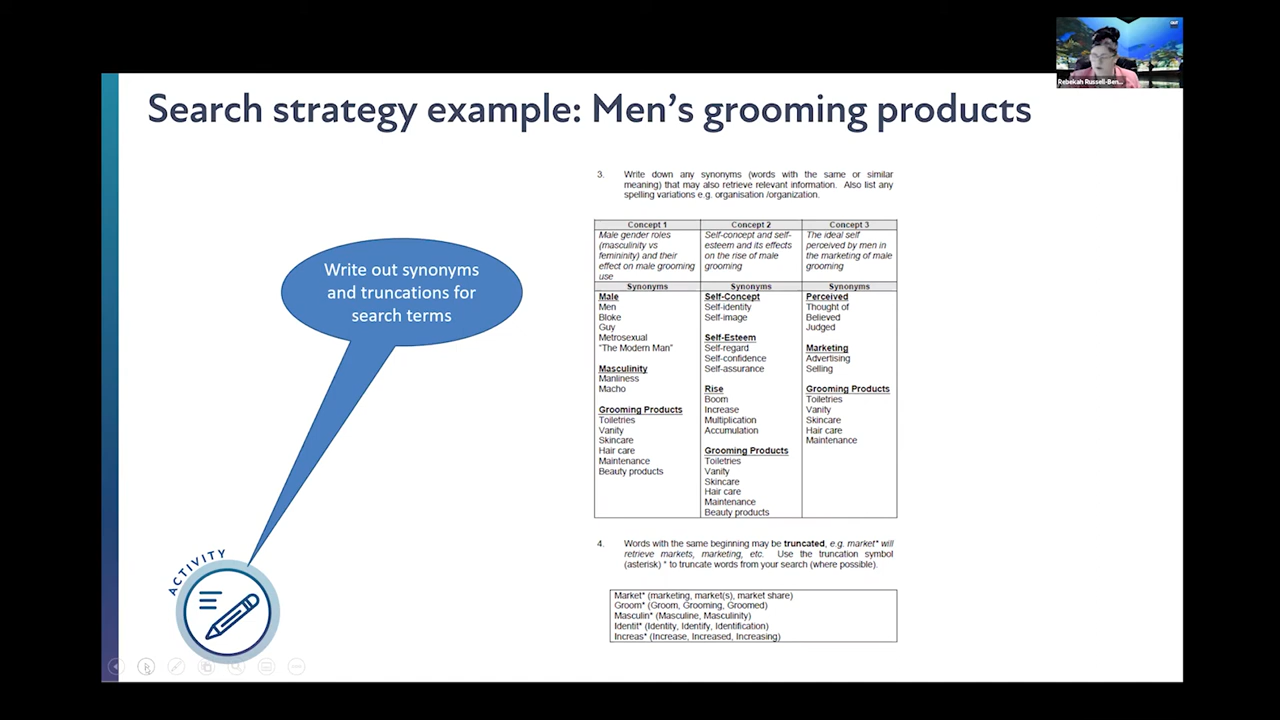 Rebekah Russell-Ben...
Search strategy example: Men's grooming products
3. Write down any synonyms (words with the same or similar
meaning) that may also retrieve relevant information. Also list any
spelling variations e.g. organisation /organization.
Concept 1
Male gender roles
(masculinity vs
femininity) and their
effect on male grooming
use
Synonyms
Male
Men
Bloke
Guy
Metrosexual
"The Modern Man"
Masculinity
Manliness
Macho
Grooming Products
Toiletries
Vanity
Skincare
Hair care
Maintenance
Beauty products
Concept 2
Self-concept and self-
esteem and its effects
on the rise of male
grooming
Synonyms
Self-Concept
Self-identity
Self-image
Self-Esteem
Self-regard
Self-confidence
Self-assurance
Rise
Boom
Increase
Multiplication
Accumulation
Grooming Products
Toiletries
Vanity
Skincare
Hair care
Maintenance
Beauty products
Concept 3
The ideal self
perceived by men in
the marketing of male
grooming
Synonyms
Perceived
Thought of
Believed
Judged
Marketing
Advertising
Selling
Grooming Products
Toiletries
Vanity
Skincare
Hair care
Maintenance
Write out synonyms
and truncations for
search terms
4. Words with the same beginning may be truncated, e.g. market* will
retrieve markets, marketing, etc. Use the truncation symbol
(asterisk) * to truncate words from your search (where possible).
Market* (marketing, market(s), market share)
Groom* (Groom, Grooming, Groomed)
Masculin* (Masculine, Masculinity)
Identit* (Identity, Identify, Identification)
Increas* (Increase, Increased, Increasing)
ACTIVITY